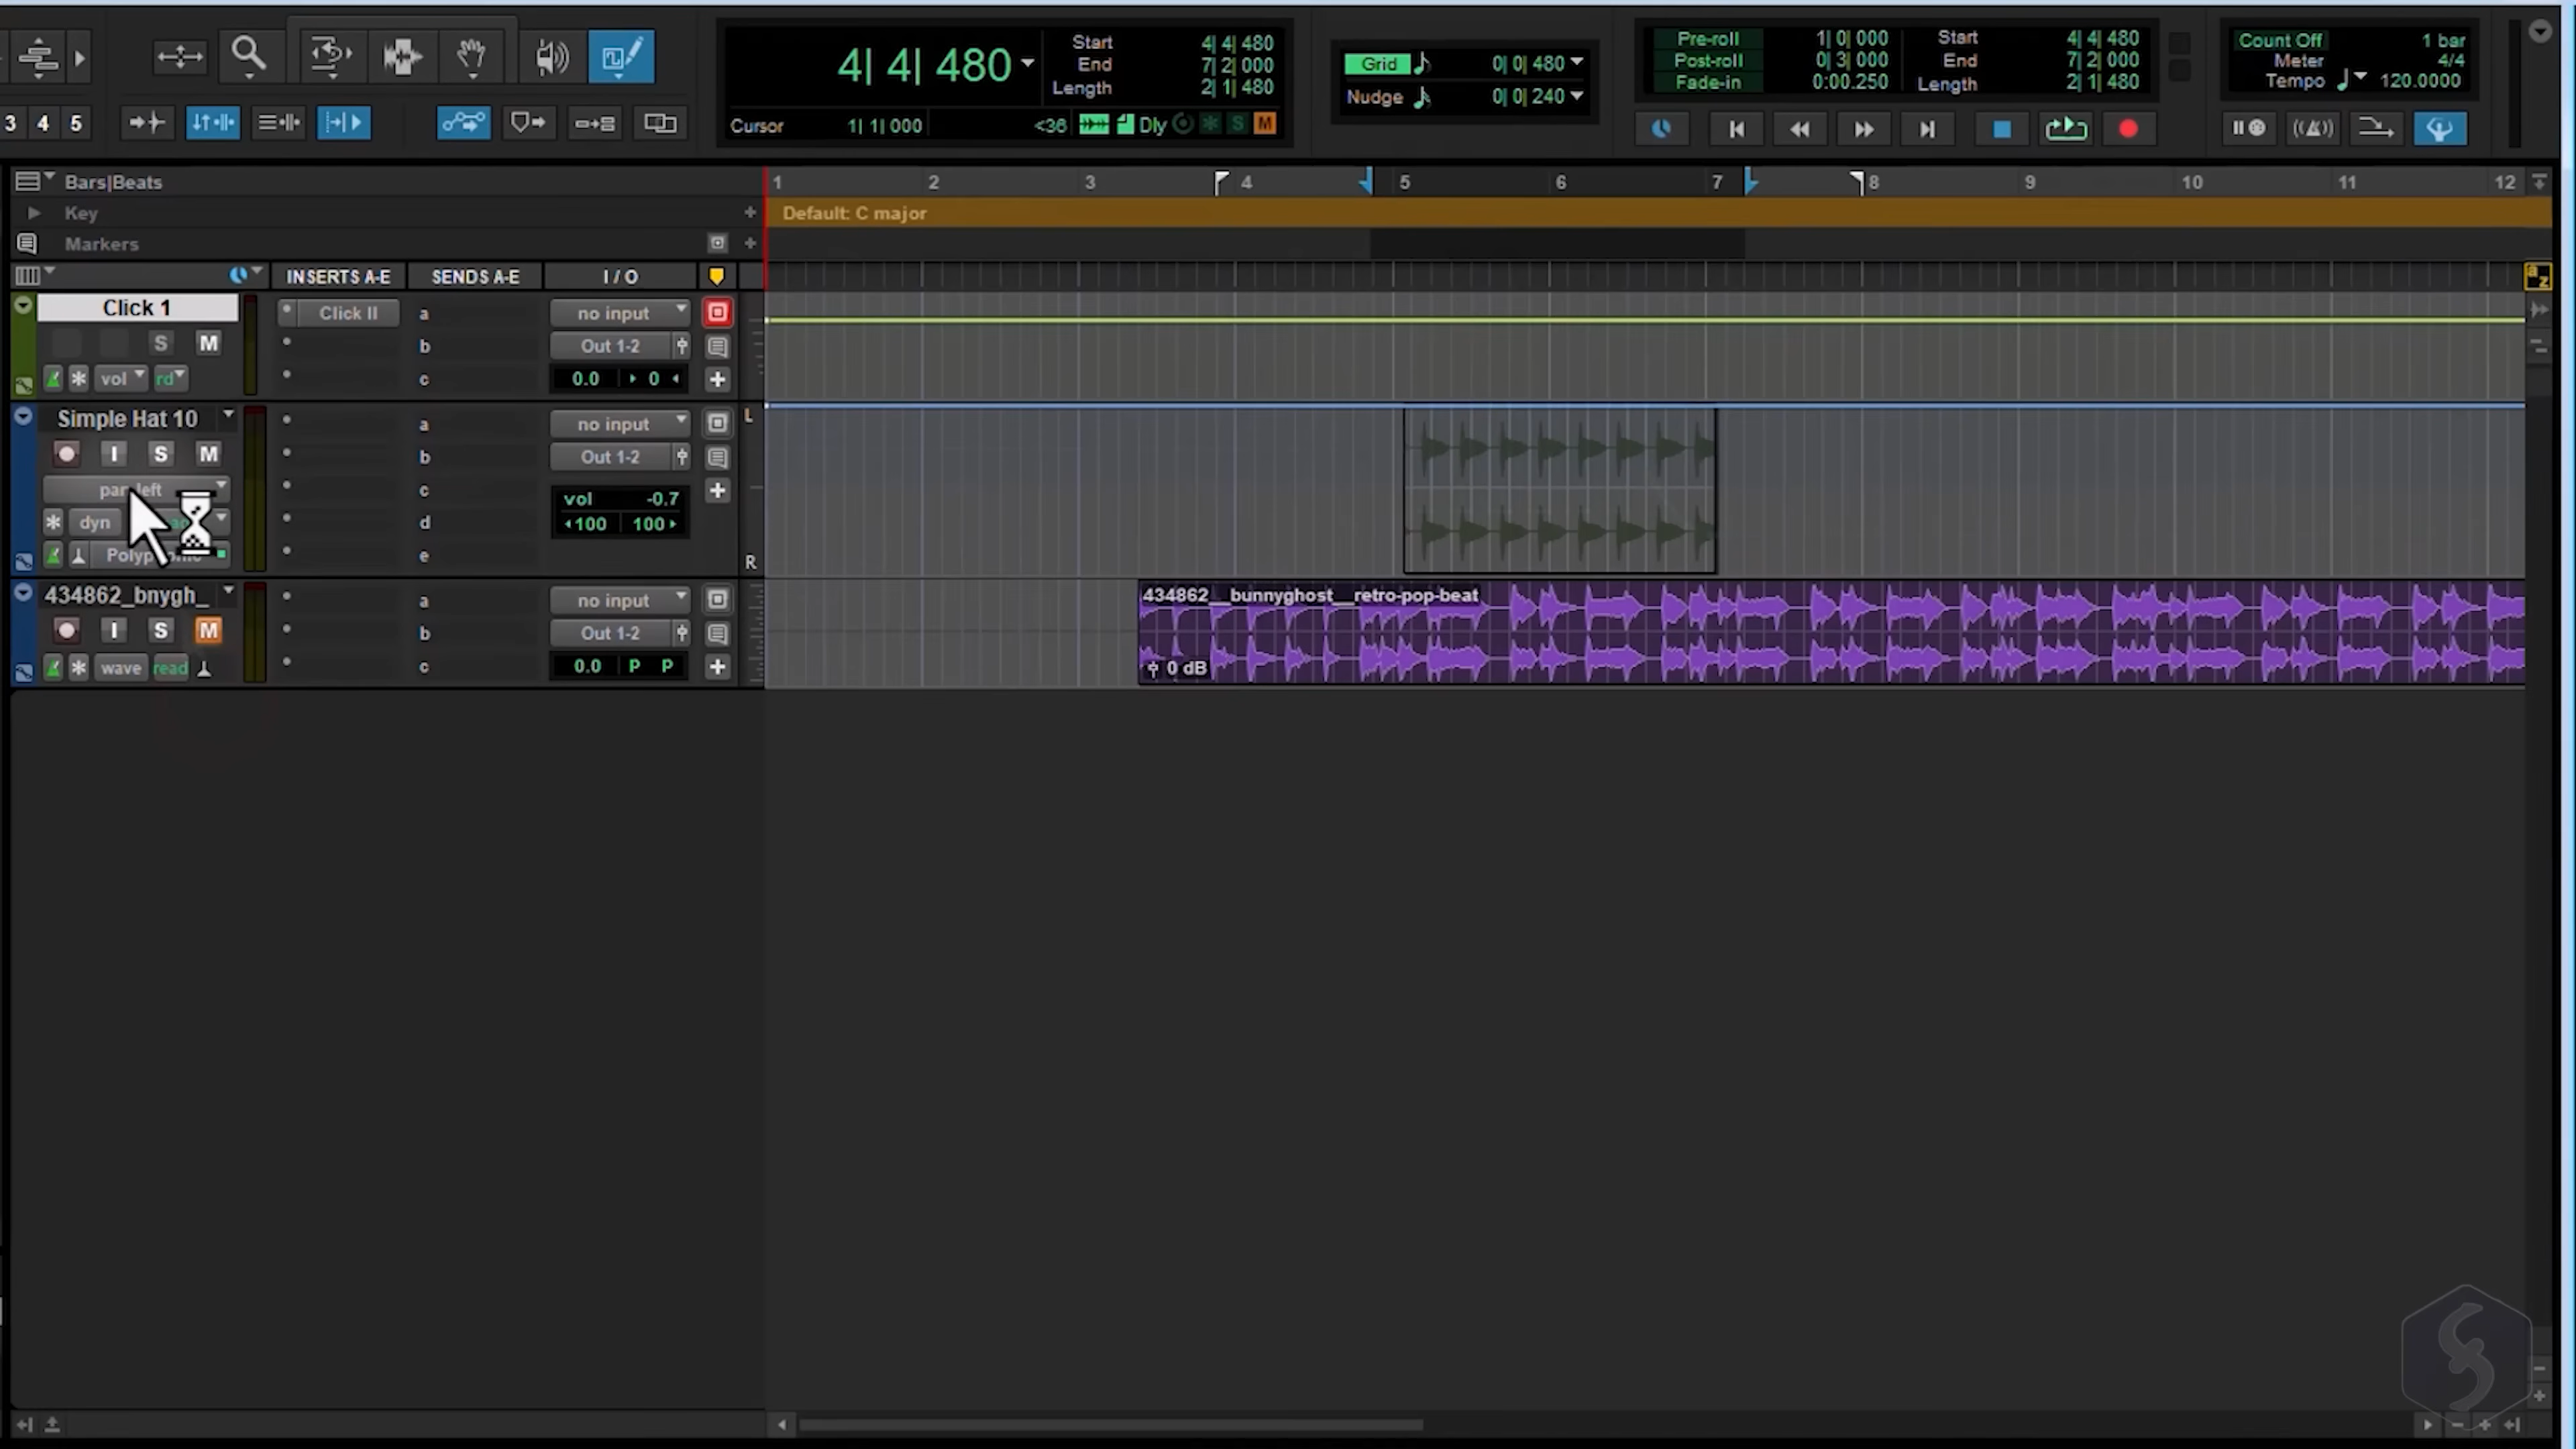 4| 4| 480
Start 4| 4| 480
End 7| 2| 000
Length 2| 1| 480
Cursor 1| 1| 000 <36 Dly S M
Grid 0| 0| 480
Nudge 0| 0| 240
Pre-roll 1| 0| 000
Post-roll 0| 3| 000
Fade-in 0:00.250
Start 4| 4| 480
End 7| 2| 000
Length 2| 1| 480
Count Off 1 bar
Meter 4/4
Tempo 120.0000
3 4 5
Bars|Beats 1 2 3 4 5 6 7 8 9 10 11 12
Key Default: C major
Markers
INSERTS A-E SENDS A-E I / O
a z
Click 1 Click II a no input
S M b Out 1-2
vol rd c 0.0 0
Simple Hat 10 a no input L
I S M b Out 1-2
c vol -0.7
dyn d 100 100
e R
434862_bnygh_ a no input 434862__bunnyghost__retro-pop-beat
I S M b Out 1-2
wave read c 0.0 P P 0 dB